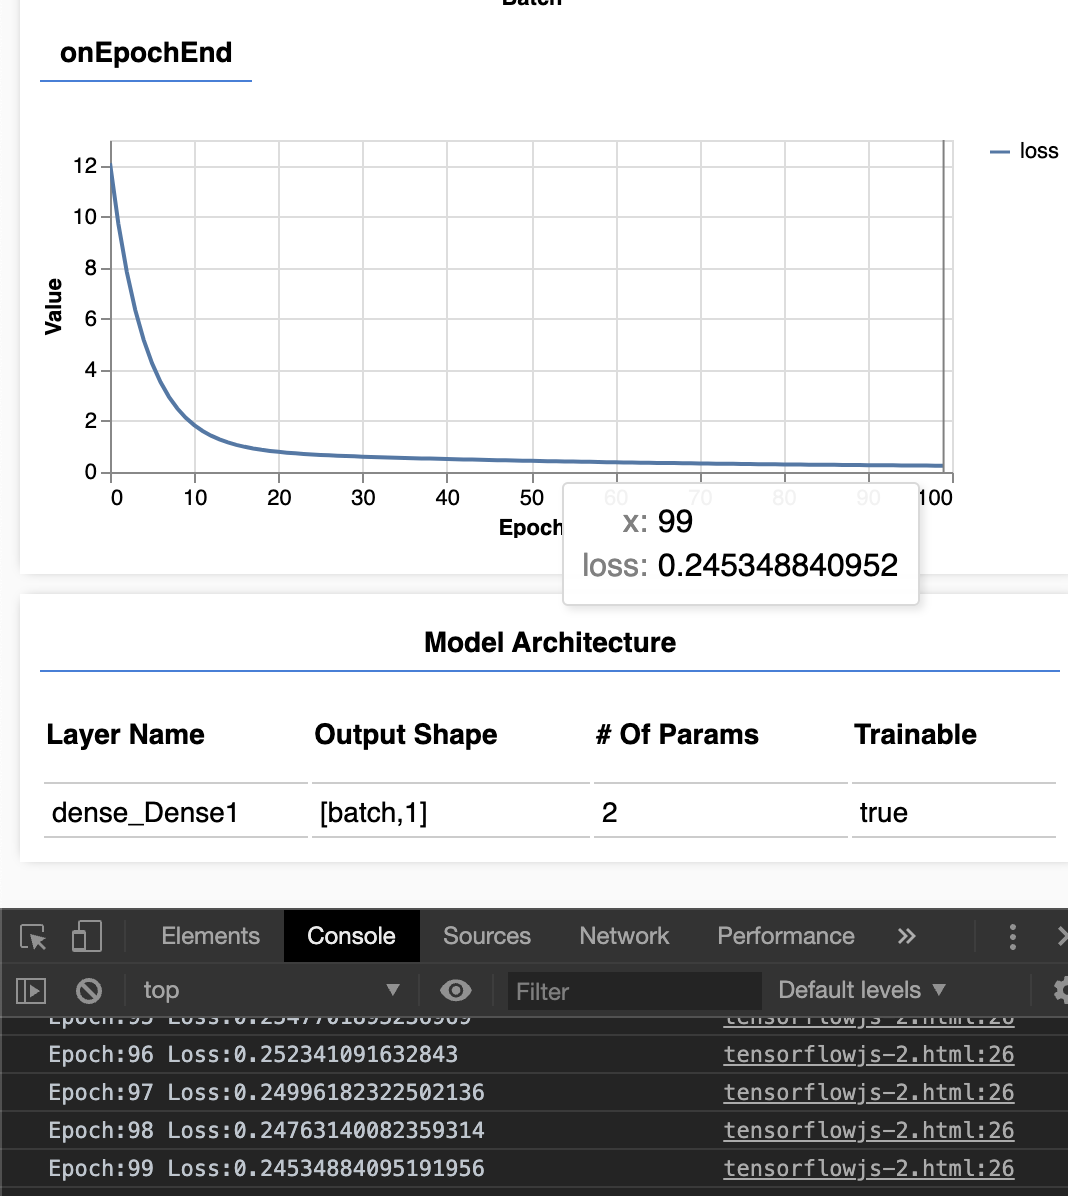 Batch
onEpochEnd
loss
12
10
8
6
4
2
0
Value
0 10 20 30 40 50 60 70 80 90 100
Epoch
x: 99
loss: 0.245348840952
Model Architecture
Layer Name Output Shape # Of Params Trainable
dense_Dense1 [batch,1] 2 true
Elements Console Sources Network Performance »
top ▼ Filter Default levels ▼
Epoch:95 tensorflowjs-2.html:26
Epoch:96 Loss:0.252341091632843 tensorflowjs-2.html:26
Epoch:97 Loss:0.24996182322502136 tensorflowjs-2.html:26
Epoch:98 Loss:0.24763140082359314 tensorflowjs-2.html:26
Epoch:99 Loss:0.24534884095191956 tensorflowjs-2.html:26